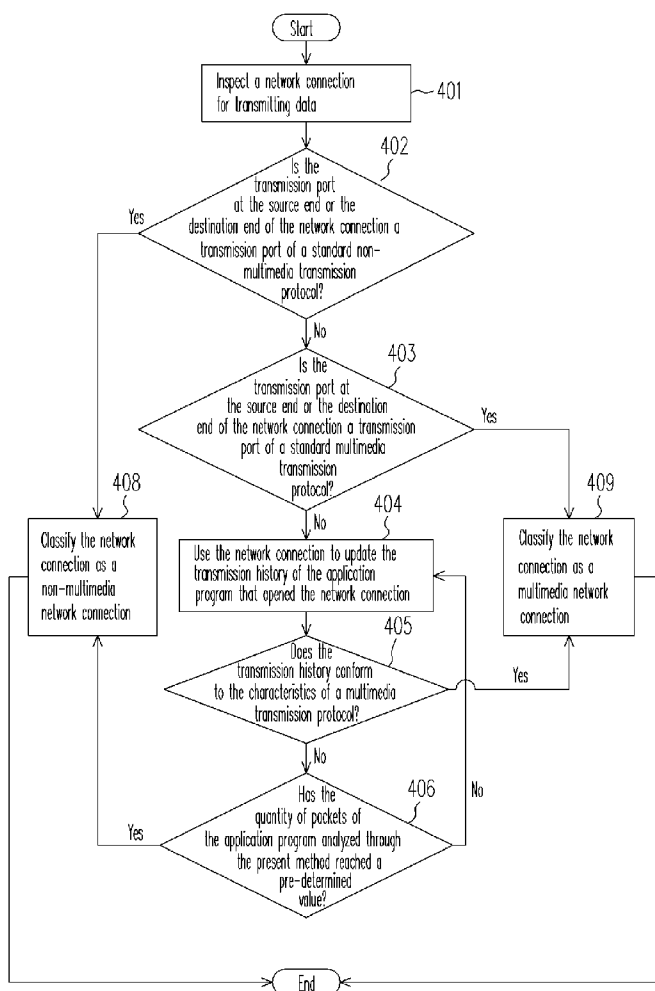 Start
Inspect a network connection
for transmitting data
401
402
Is the
transmission port
at the source end or the
destination end of the network connection a
transmission port of a standard non-
multimedia transmission
protocol?
Yes
No
403
Is the
transmission port at
the source end or the destination
end of the network connection a transmission
port of a standard multimedia
transmission
protocol?
Yes
No
408
Classify the network
connection as a
non-multimedia
network connection
404
Use the network connection to update the
transmission history of the application
program that opened the network connection
409
Classify the network
connection as a
multimedia network
connection
405
Does the
transmission history conform
to the characteristics of a multimedia
transmission protocol?
Yes
No
406
Has the
quantity of packets of
the application program analyzed through
the present method reached a
pre-determined
value?
Yes
No
End